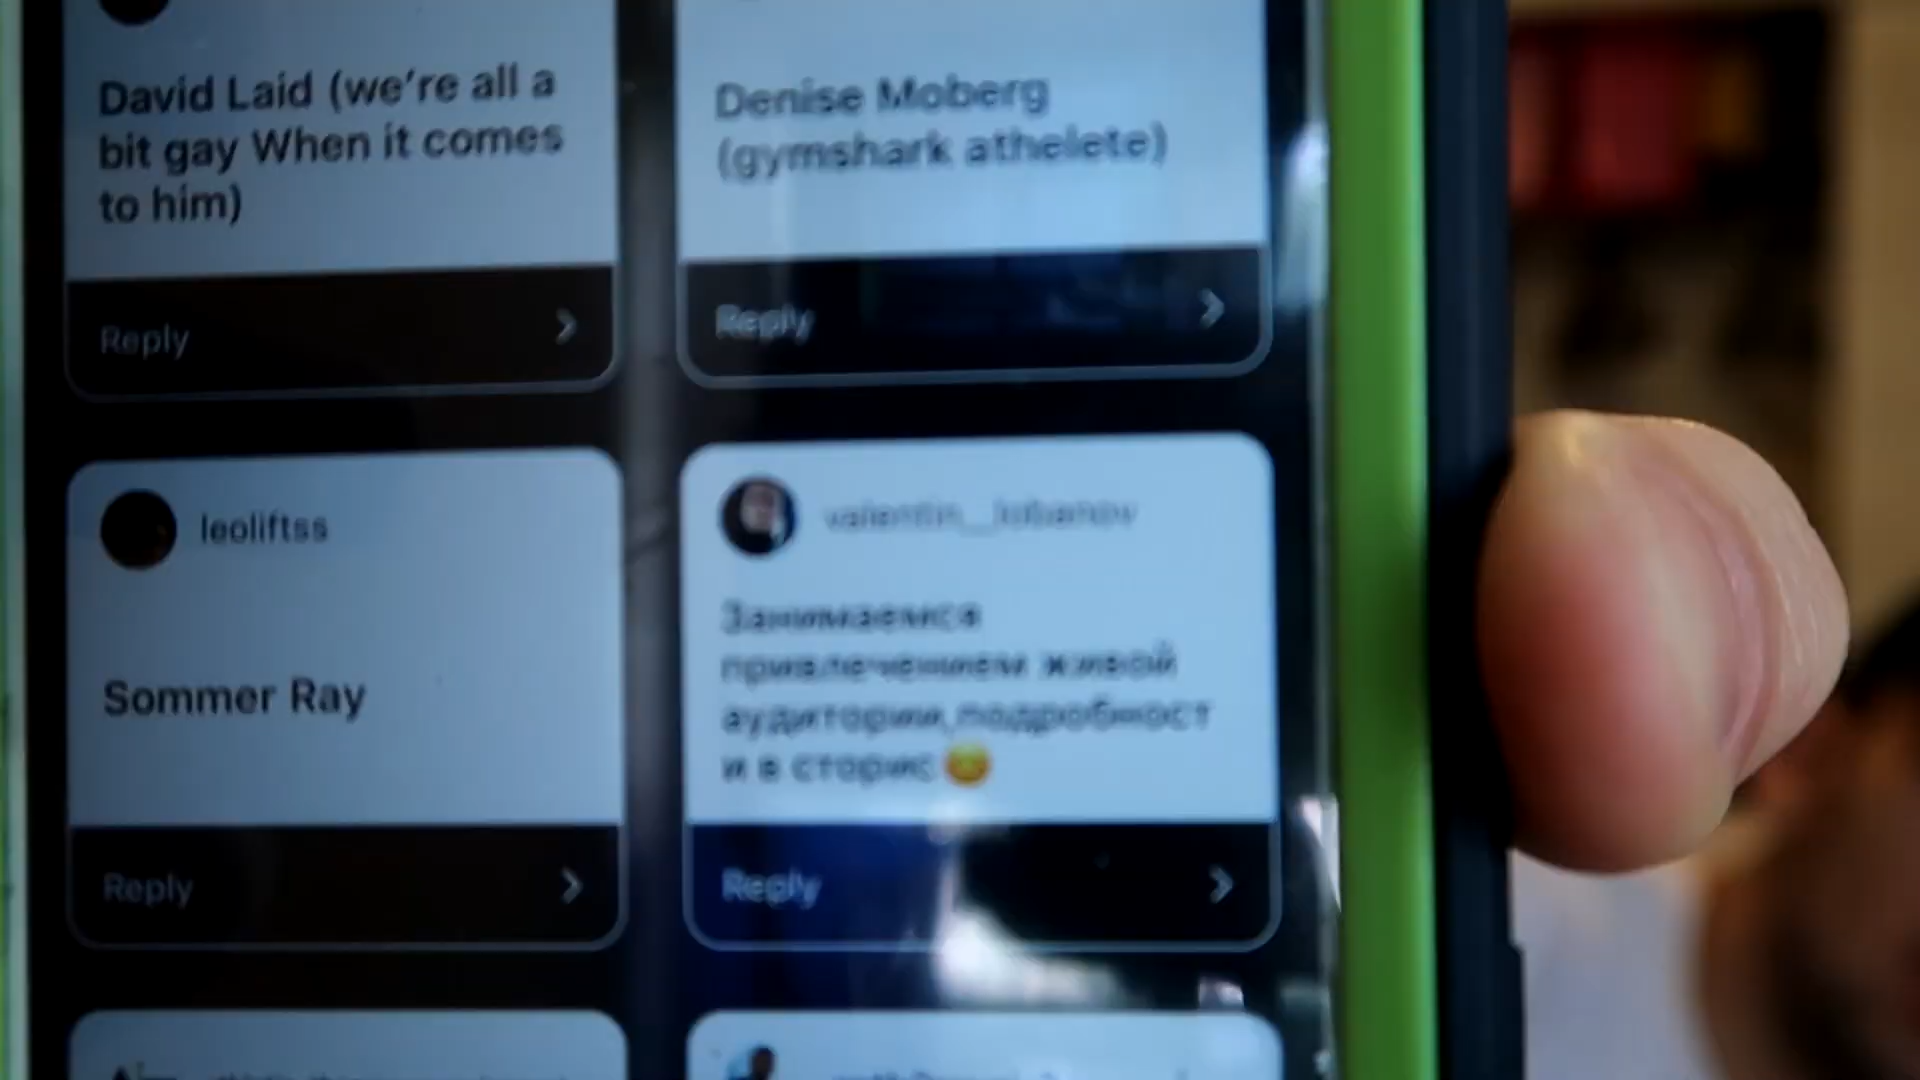 David Laid (we're all a
bit gay When it comes
to him)
Reply
Denise Moberg
(gymshark athelete)
Reply
leoliftss
Sommer Ray
Reply
valentin__lobanov
Занимаемся
привлечением живой
аудитории,подробност
и в сторис
Reply